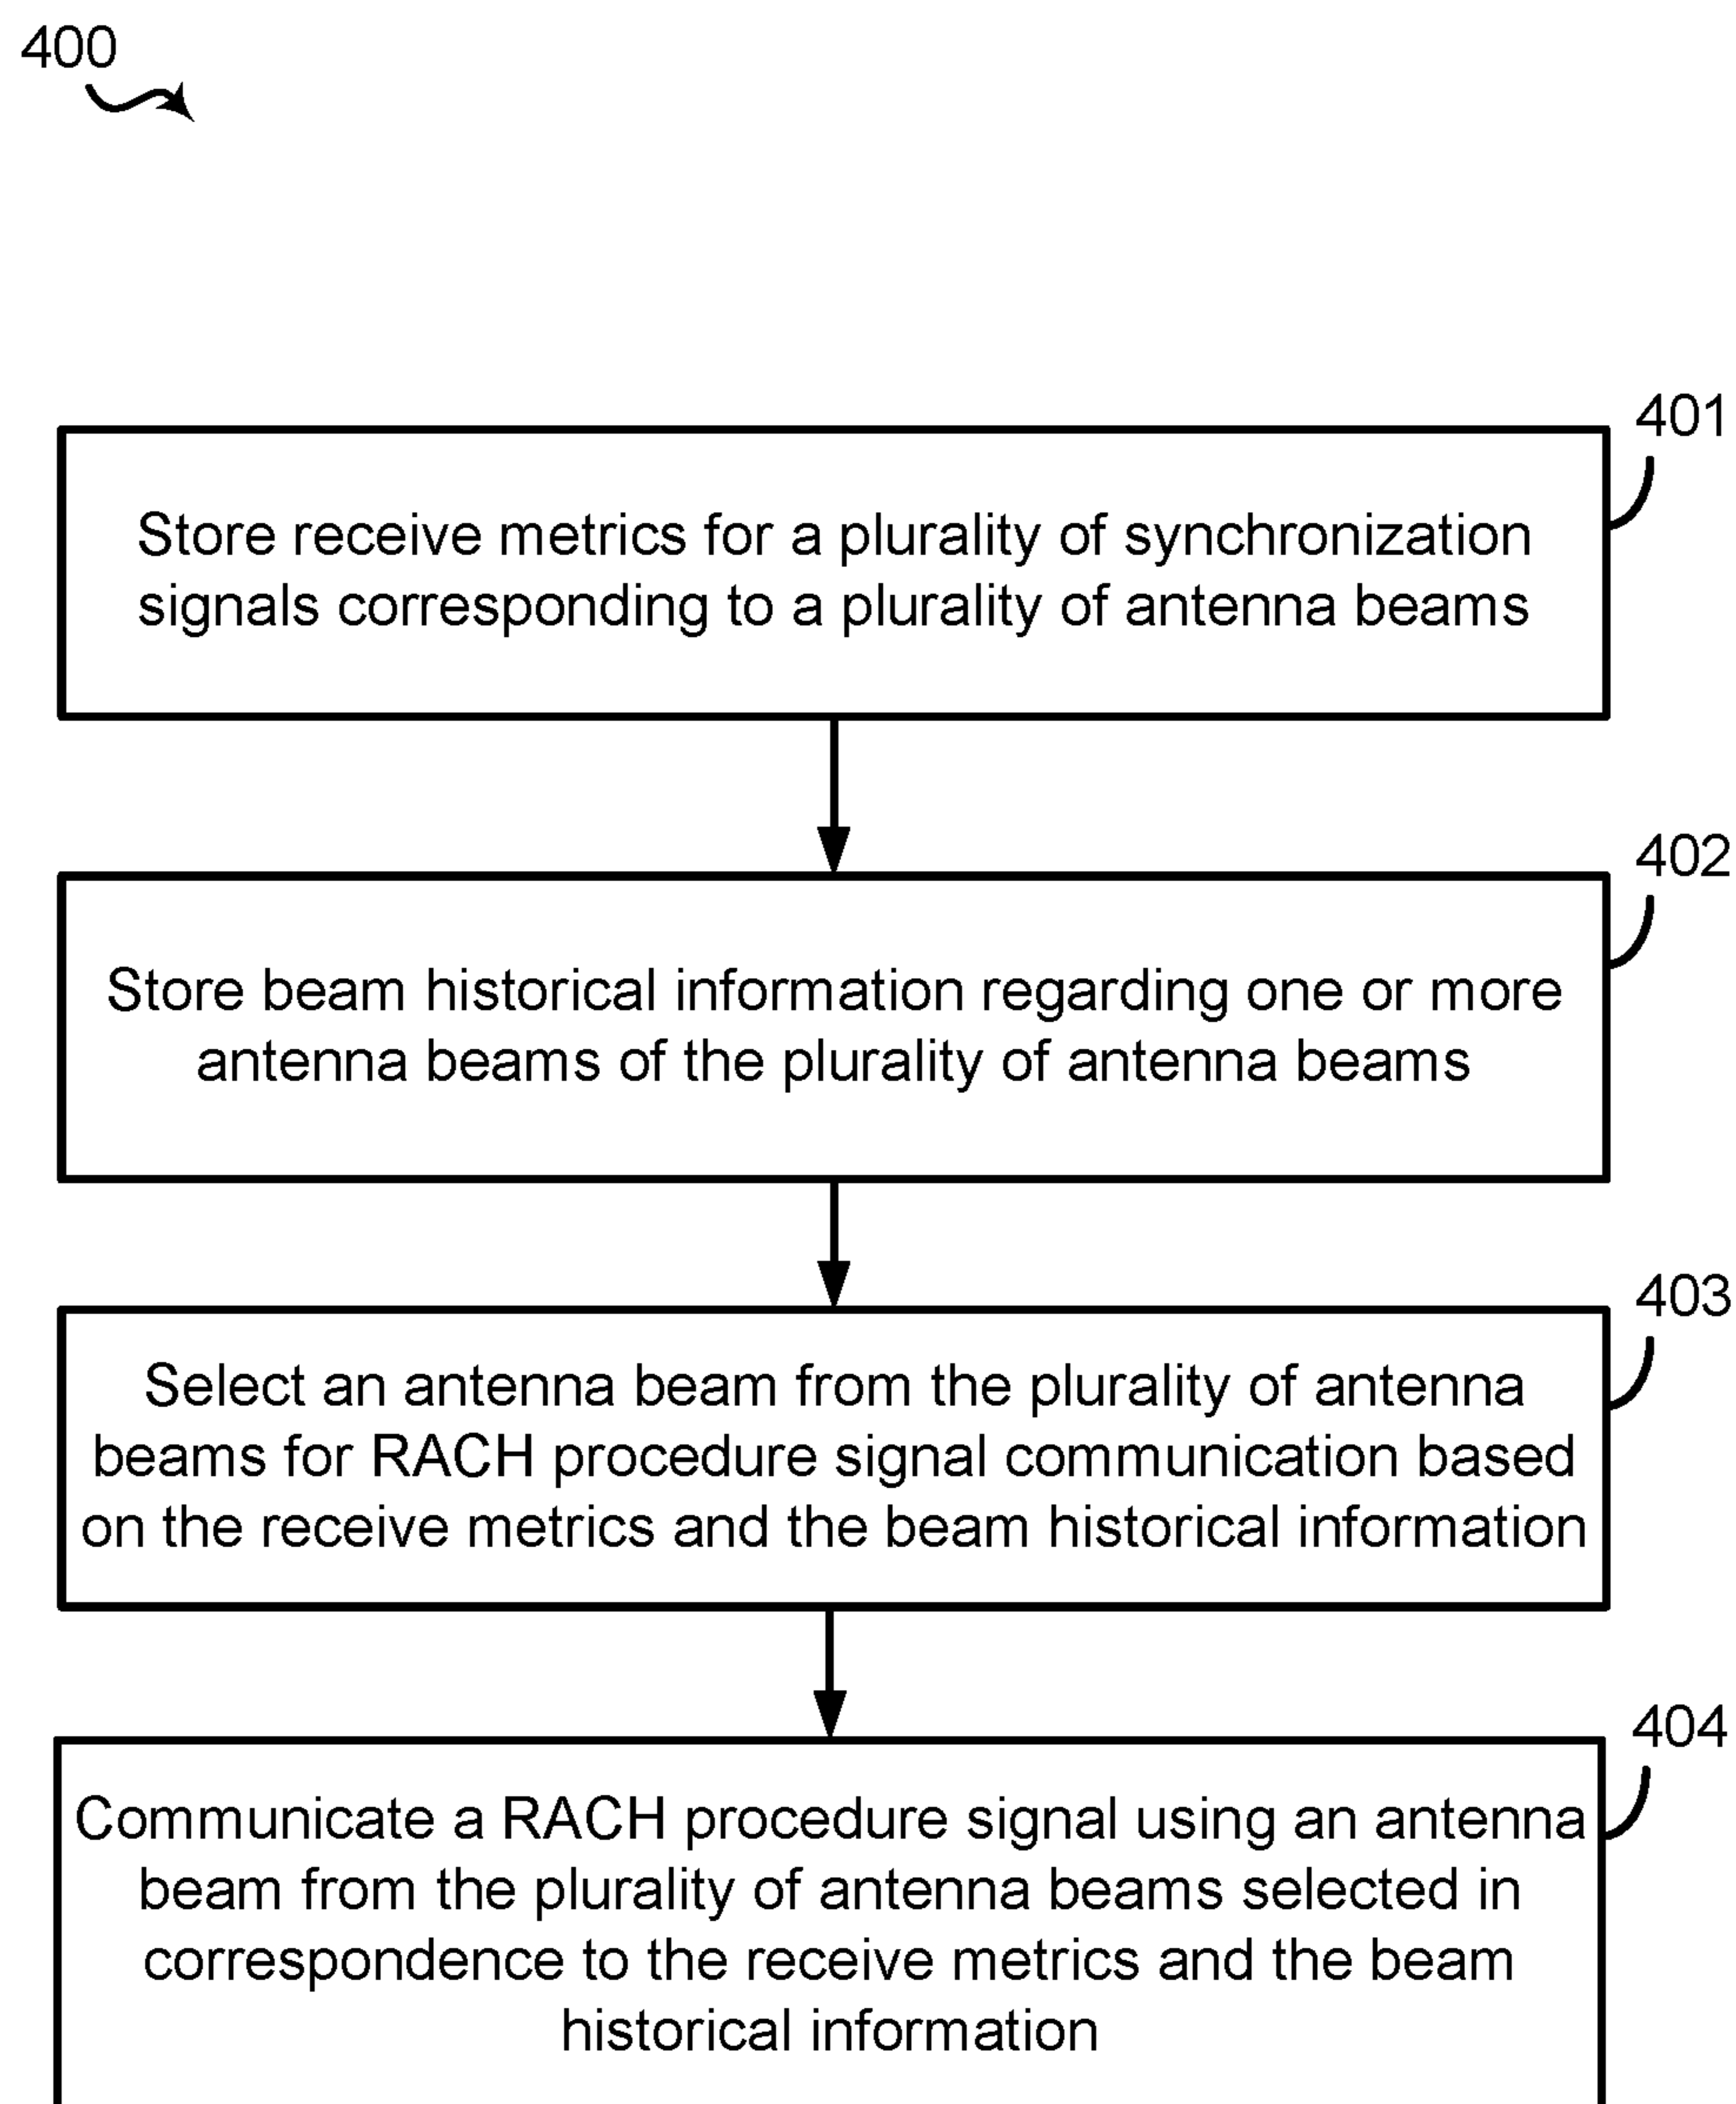 400
401
Store receive metrics for a plurality of synchronization
signals corresponding to a plurality of antenna beams
402
Store beam historical information regarding one or more
antenna beams of the plurality of antenna beams
403
Select an antenna beam from the plurality of antenna
beams for RACH procedure signal communication based
on the receive metrics and the beam historical information
404
Communicate a RACH procedure signal using an antenna
beam from the plurality of antenna beams selected in
correspondence to the receive metrics and the beam
historical information